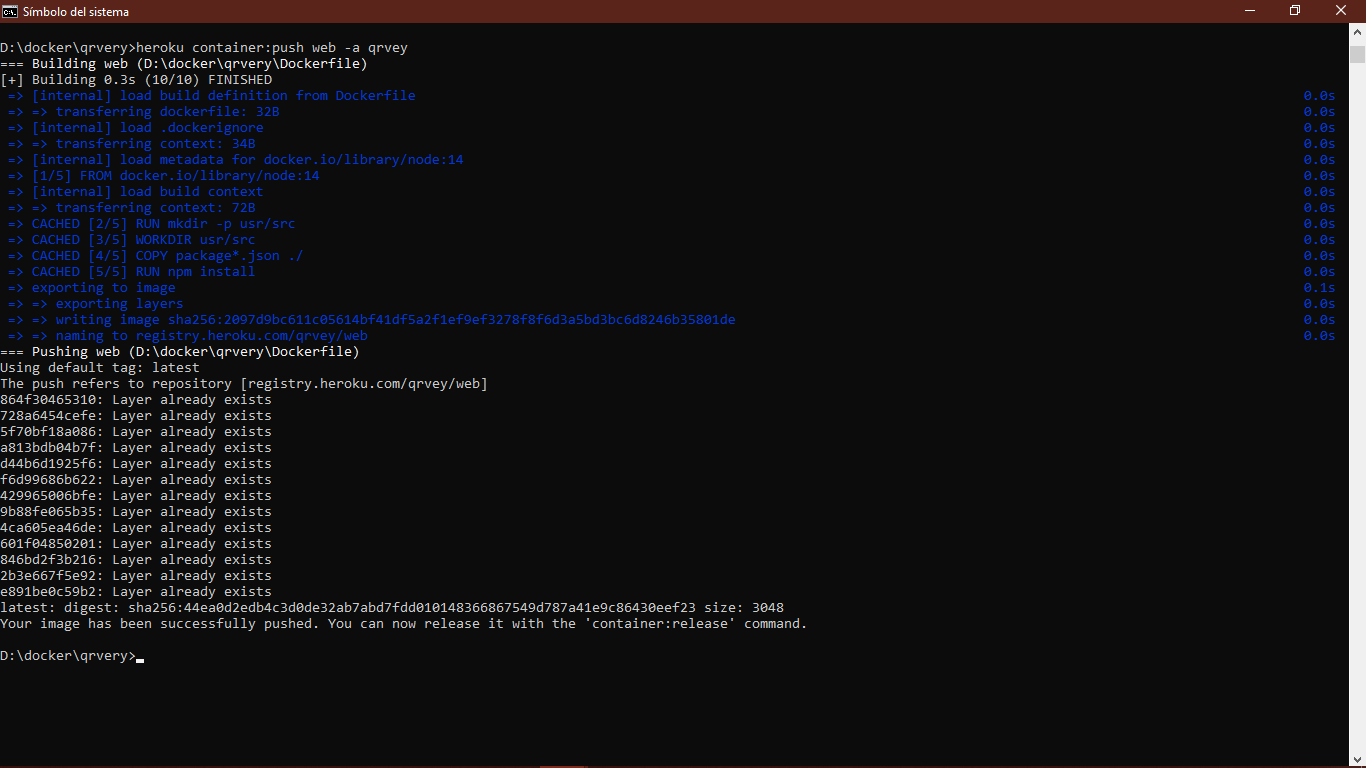 Símbolo del sistema
D:\docker\qrvery>heroku container:push web -a qrvey
=== Building web (D:\docker\qrvery\Dockerfile)
[+] Building 0.3s (10/10) FINISHED
=> [internal] load build definition from Dockerfile 0.0s
=> => transferring dockerfile: 32B 0.0s
=> [internal] load .dockerignore 0.0s
=> => transferring context: 34B 0.0s
=> [internal] load metadata for docker.io/library/node:14 0.0s
=> [1/5] FROM docker.io/library/node:14 0.0s
=> [internal] load build context 0.0s
=> => transferring context: 72B 0.0s
=> CACHED [2/5] RUN mkdir -p usr/src 0.0s
=> CACHED [3/5] WORKDIR usr/src 0.0s
=> CACHED [4/5] COPY package*.json ./ 0.0s
=> CACHED [5/5] RUN npm install 0.0s
=> exporting to image 0.1s
=> => exporting layers 0.0s
=> => writing image sha256:2097d9bc611c05614bf41df5a2f1ef9ef3278f8f6d3a5bd3bc6d8246b35801de 0.0s
=> => naming to registry.heroku.com/qrvey/web 0.0s
=== Pushing web (D:\docker\qrvery\Dockerfile)
Using default tag: latest
The push refers to repository [registry.heroku.com/qrvey/web]
864f30465310: Layer already exists
728a6454cefe: Layer already exists
5f70bf18a086: Layer already exists
a813bdb04b7f: Layer already exists
d44b6d1925f6: Layer already exists
f6d99686b622: Layer already exists
429965006bfe: Layer already exists
9b88fe065b35: Layer already exists
4ca605ea46de: Layer already exists
601f04850201: Layer already exists
846bd2f3b216: Layer already exists
2b3e667f5e92: Layer already exists
e891be0c59b2: Layer already exists
latest: digest: sha256:44ea0d2edb4c3d0de32ab7abd7fdd010148366867549d787a41e9c86430eef23 size: 3048
Your image has been successfully pushed. You can now release it with the 'container:release' command.
D:\docker\qrvery>